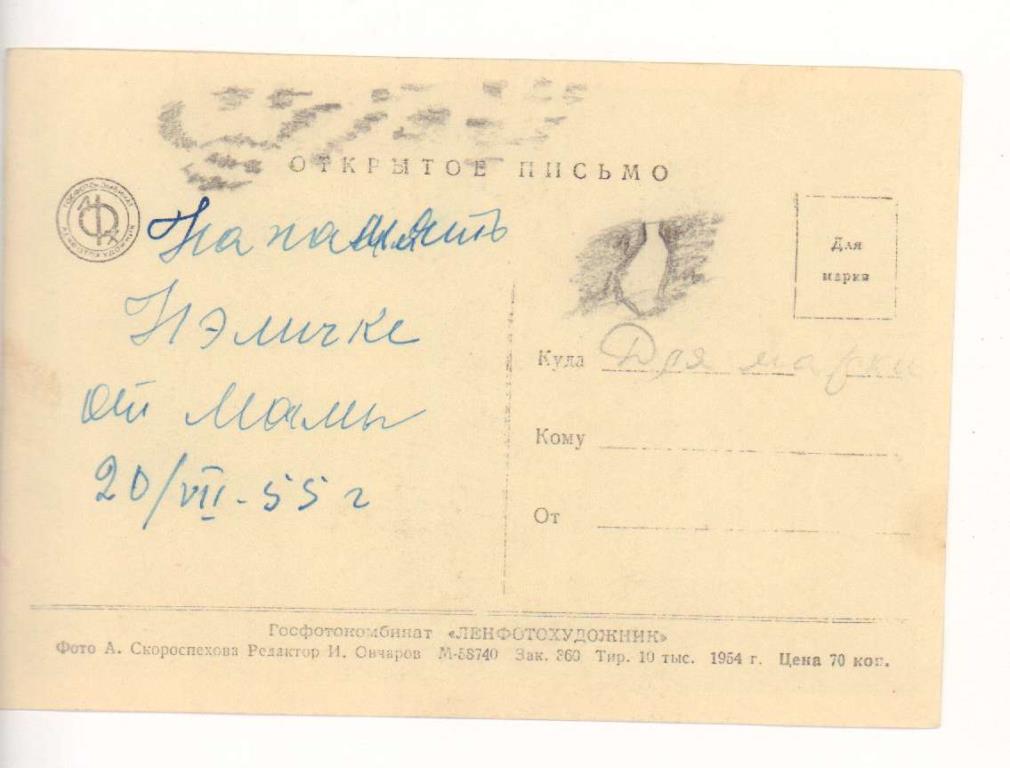 ОТКРЫТОЕ ПИСЬМО
На память
Нэличке
от Мамы
20/VII - 55 г
Для
марки
Куда Для марки
Кому
От
Госфотокомбинат «ЛЕНФОТОХУДОЖНИК»
Фото А. Скороспехова Редактор И. Овчаров М-58740 Зак. 360 Тир. 10 тыс. 1954 г. Цена 70 коп.